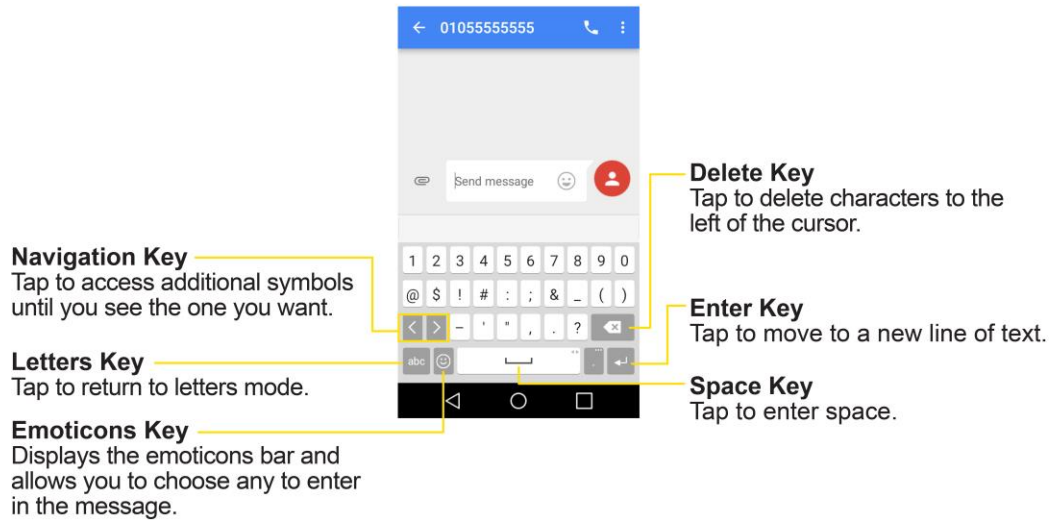 01055555555
Send message
Delete Key
Tap to delete characters to the
left of the cursor.
Navigation Key
Tap to access additional symbols
until you see the one you want.
1 2 3 4 5 6 7 8 9 0
@ $ ! # : ; & _ ( )
Enter Key
Tap to move to a new line of text.
< > – ' " , . ?
Letters Key
Tap to return to letters mode.
abc .
Space Key
Tap to enter space.
Emoticons Key
Displays the emoticons bar and
allows you to choose any to enter
in the message.